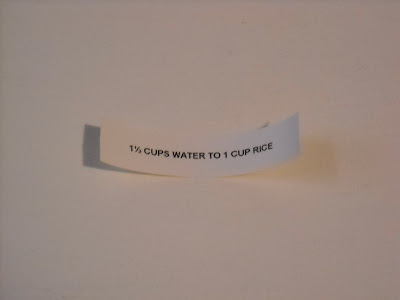 1½ CUPS WATER TO 1 CUP RICE